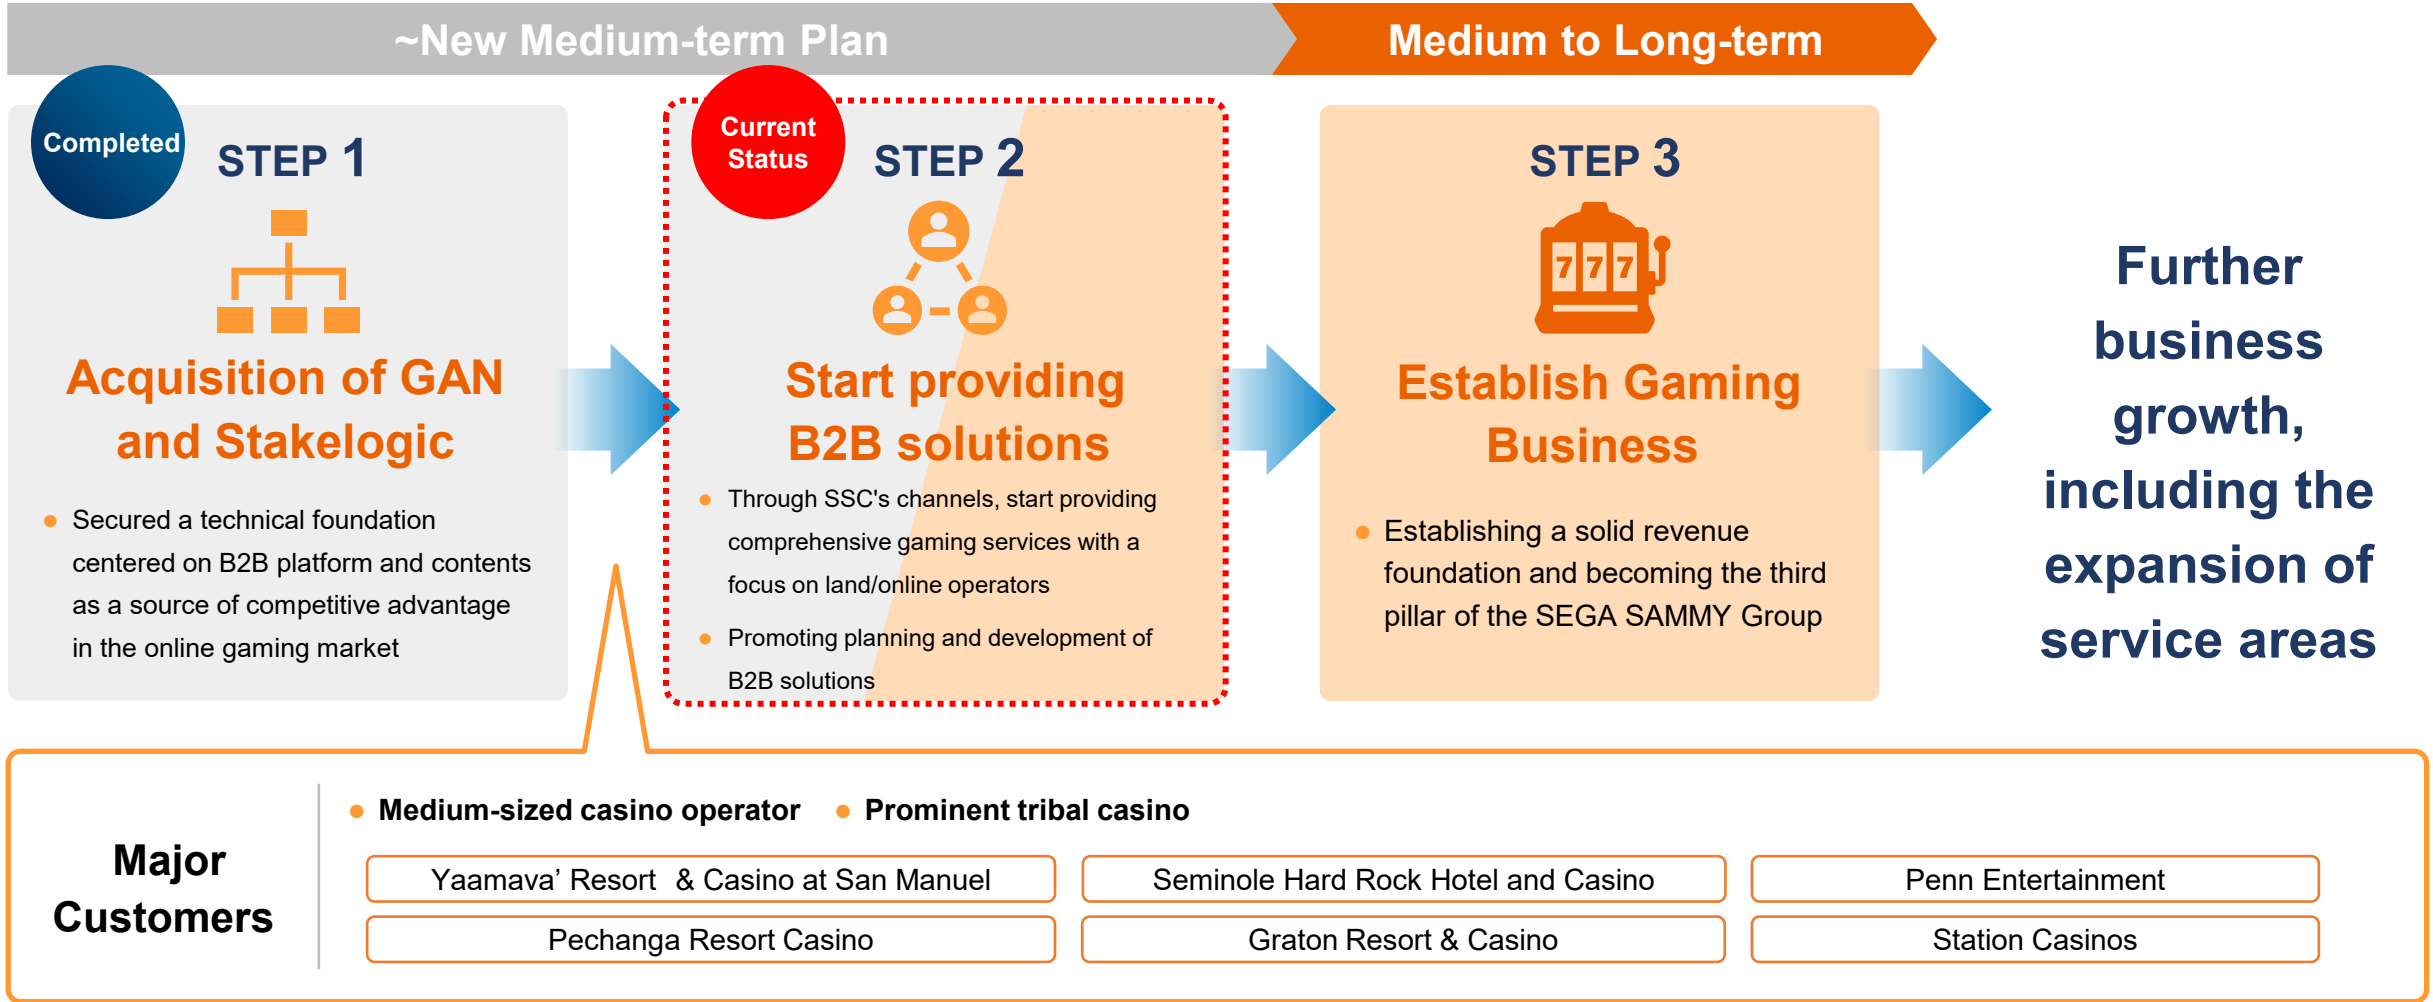 ~New Medium-term Plan
Medium to Long-term
Completed
STEP 1
Acquisition of GAN
and Stakelogic
● Secured a technical foundation
centered on B2B platform and contents
as a source of competitive advantage
in the online gaming market
Current
Status
STEP 2
Start providing
B2B solutions
● Through SSC's channels, start providing
comprehensive gaming services with a
focus on land/online operators
● Promoting planning and development of
B2B solutions
STEP 3
777
Establish Gaming
Business
● Establishing a solid revenue
foundation and becoming the third
pillar of the SEGA SAMMY Group
Further
business
growth,
including the
expansion of
service areas
Major
Customers
● Medium-sized casino operator ● Prominent tribal casino
Yaamava’ Resort & Casino at San Manuel
Seminole Hard Rock Hotel and Casino
Penn Entertainment
Pechanga Resort Casino
Graton Resort & Casino
Station Casinos